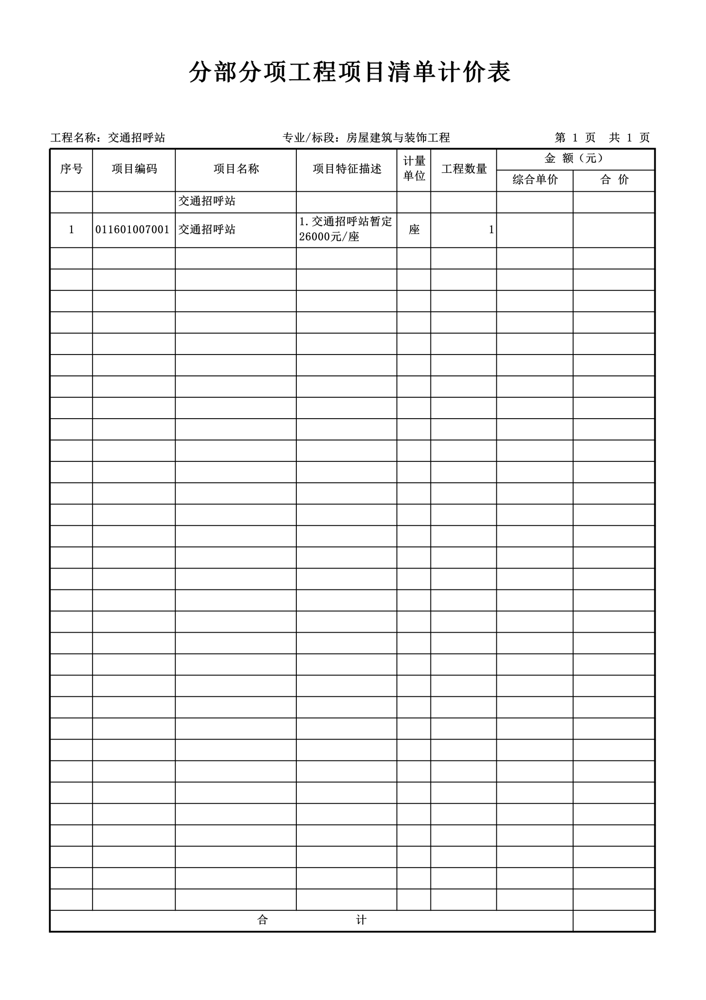 分部分项工程项目清单计价表
工程名称：交通招呼站 专业/标段：房屋建筑与装饰工程 第 1 页 共 1 页
序号 项目编码 项目名称 项目特征描述 计量单位 工程数量 金 额（元）
综合单价 合 价
交通招呼站
1 011601007001 交通招呼站 1.交通招呼站暂定26000元/座 座 1
合 计